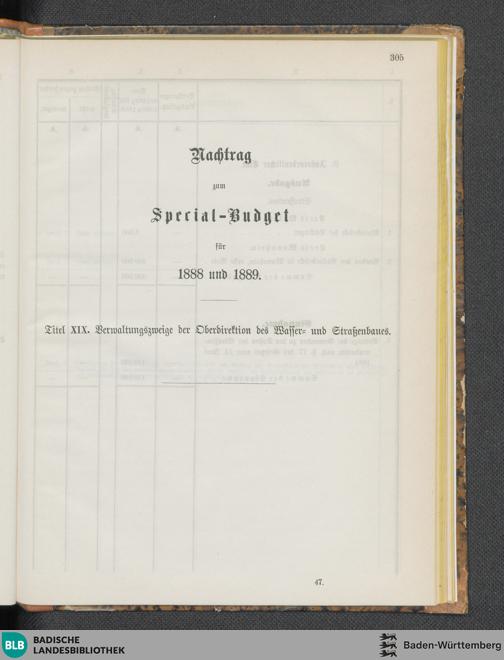 305
Nachtrag
zum
Special-Budget
für
1888 und 1889.
Titel XIX. Verwaltungszweige der Oberdirektion des Wasser- und Straßenbaues.
47.
BLB BADISCHE
LANDESBIBLIOTHEK
Baden-Württemberg